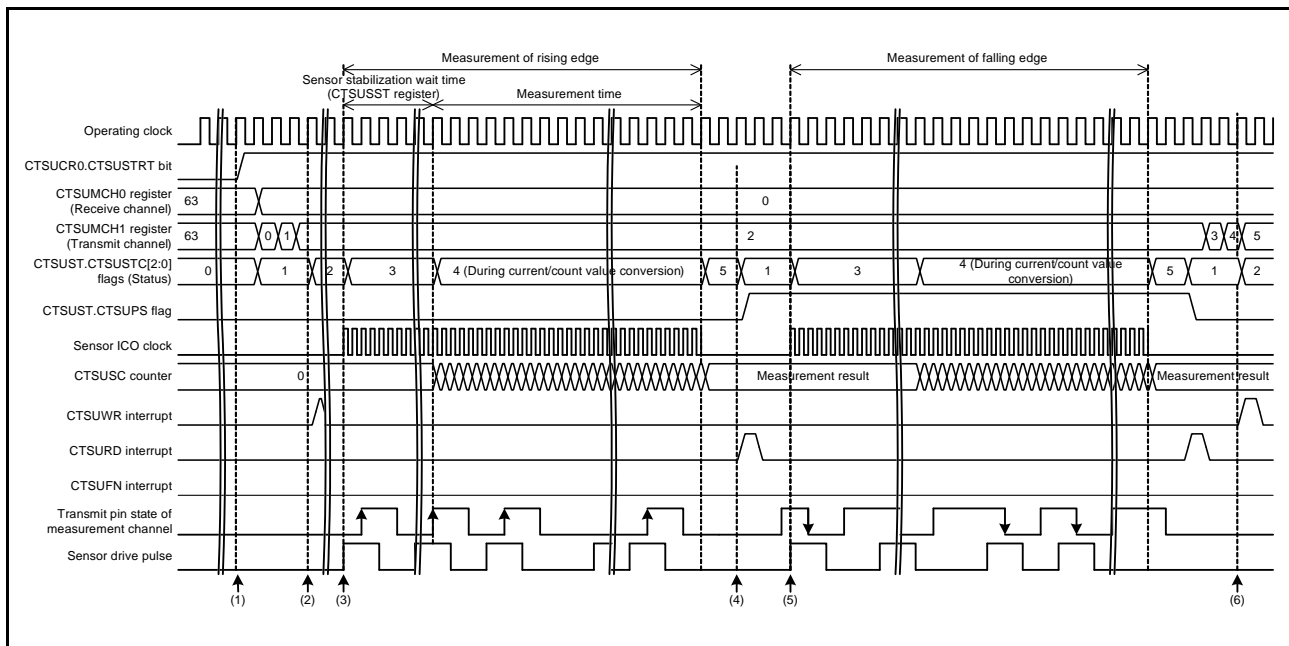 Measurement of rising edge
Measurement of falling edge
Sensor stabilization wait time
(CTSUSST register)
Measurement time
Operating clock
CTSUCR0.CTSUSTRT bit
CTSUMCH0 register
(Receive channel)
63
0
CTSUMCH1 register
(Transmit channel)
63
0
1
2
3
4
5
CTSUST.CTSUSTC[2:0]
flags (Status)
0
1
2
3
4 (During current/count value conversion)
5
1
3
4 (During current/count value
conversion)
5
1
2
CTSUST.CTSUPS flag
Sensor ICO clock
CTSUSC counter
0
Measurement result
Measurement result
CTSUWR interrupt
CTSURD interrupt
CTSUFN interrupt
Transmit pin state of
measurement channel
Sensor drive pulse
(1)
(2)
(3)
(4)
(5)
(6)